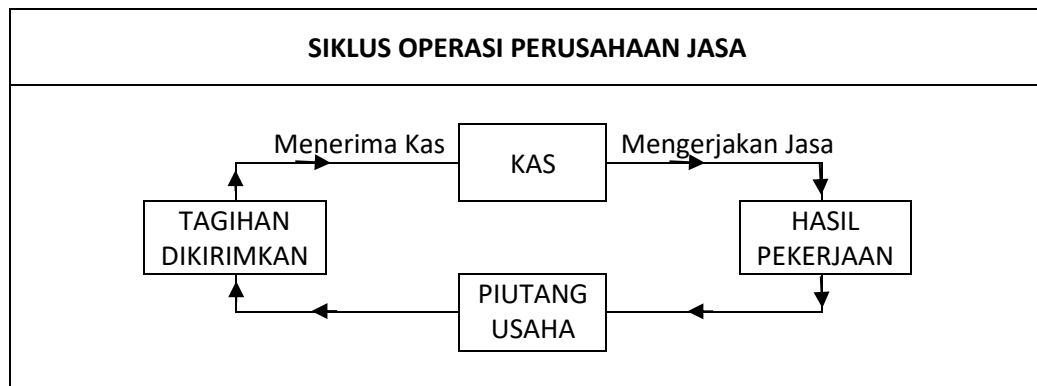 SIKLUS OPERASI PERUSAHAAN JASA
Menerima Kas
KAS
Mengerjakan Jasa
TAGIHAN
DIKIRIMKAN
HASIL
PEKERJAAN
PIUTANG
USAHA